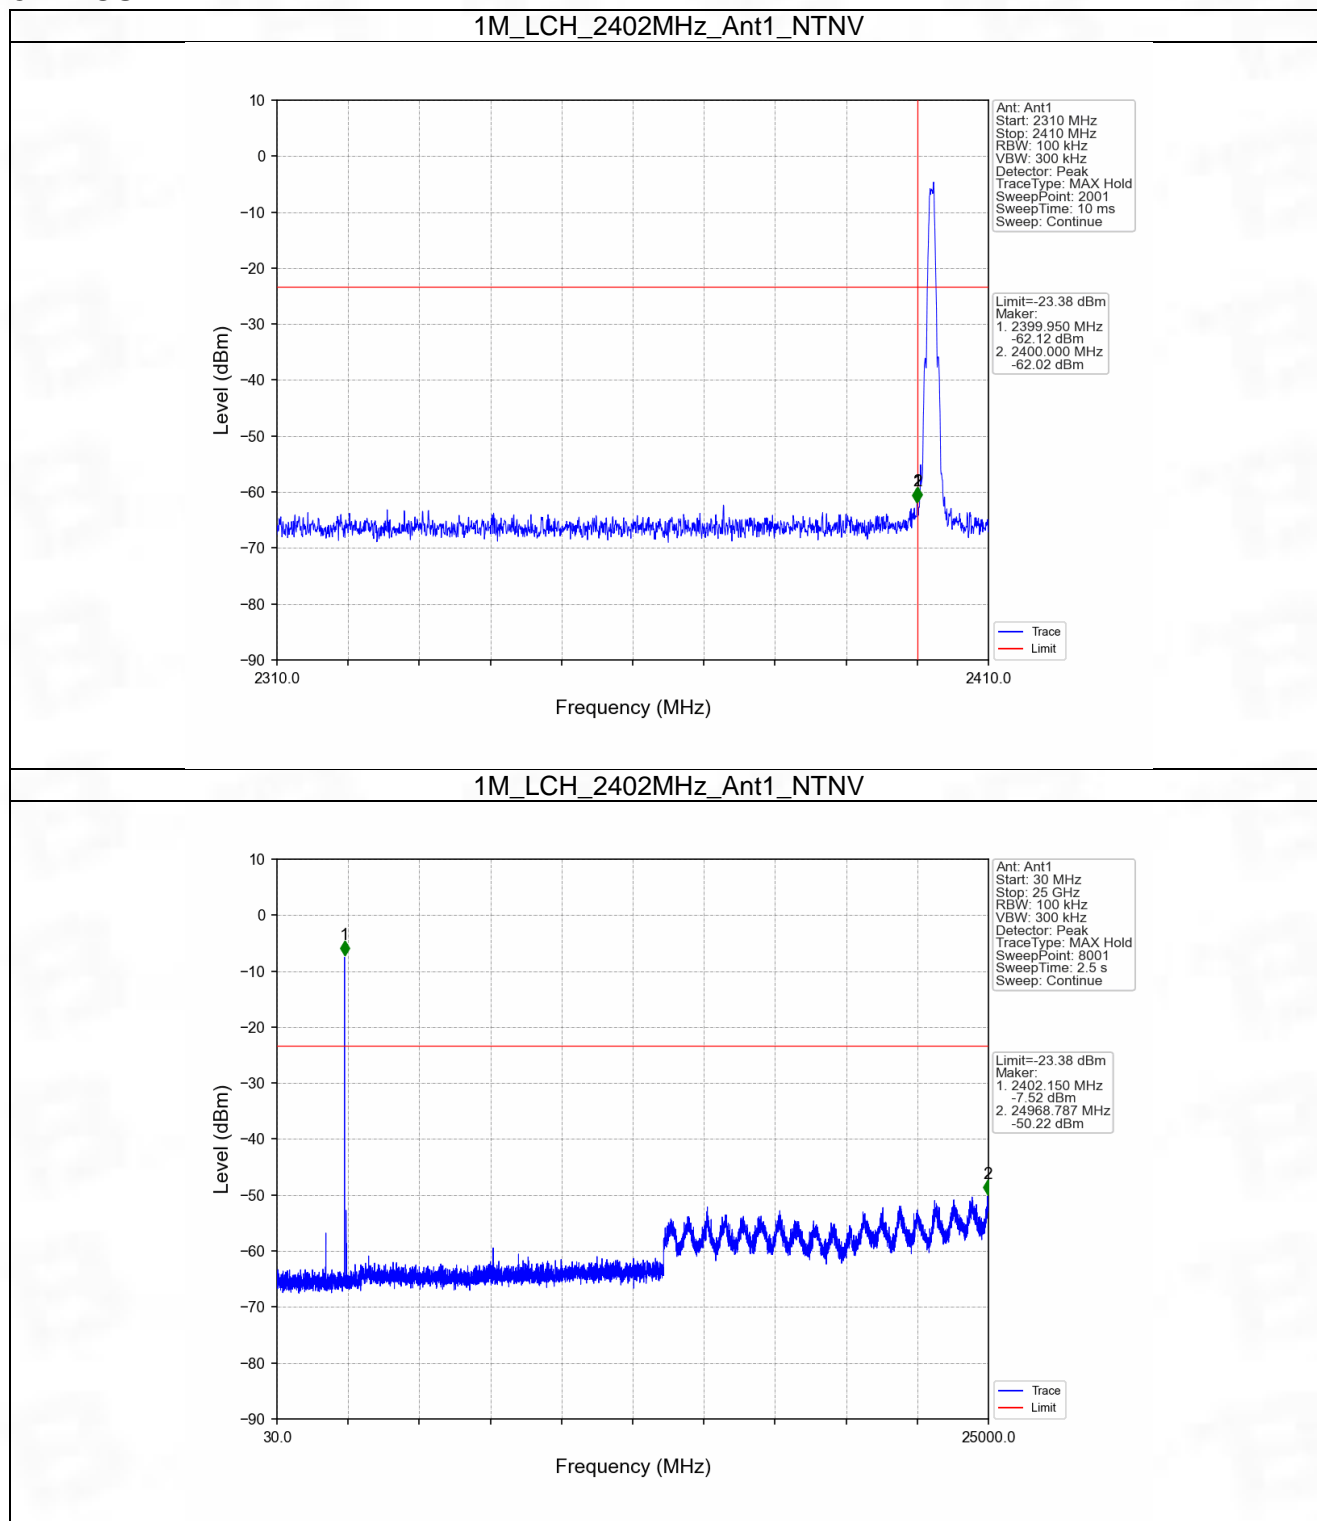 1M_LCH_2402MHz_Ant1_NTNV
10
0
−10
−20
−30
−40
−50
−60
−70
−80
−90
Level (dBm)
2
2310.0
2410.0
Frequency (MHz)
Ant: Ant1
Start: 2310 MHz
Stop: 2410 MHz
RBW: 100 kHz
VBW: 300 kHz
Detector: Peak
TraceType: MAX Hold
SweepPoint: 2001
SweepTime: 10 ms
Sweep: Continue
Limit=-23.38 dBm
Maker:
1. 2399.950 MHz
-62.12 dBm
2. 2400.000 MHz
-62.02 dBm
Trace
Limit
1M_LCH_2402MHz_Ant1_NTNV
10
0
−10
−20
−30
−40
−50
−60
−70
−80
−90
Level (dBm)
1
2
30.0
25000.0
Frequency (MHz)
Ant: Ant1
Start: 30 MHz
Stop: 25 GHz
RBW: 100 kHz
VBW: 300 kHz
Detector: Peak
TraceType: MAX Hold
SweepPoint: 8001
SweepTime: 2.5 s
Sweep: Continue
Limit=-23.38 dBm
Maker:
1. 2402.150 MHz
-7.52 dBm
2. 24968.787 MHz
-50.22 dBm
Trace
Limit